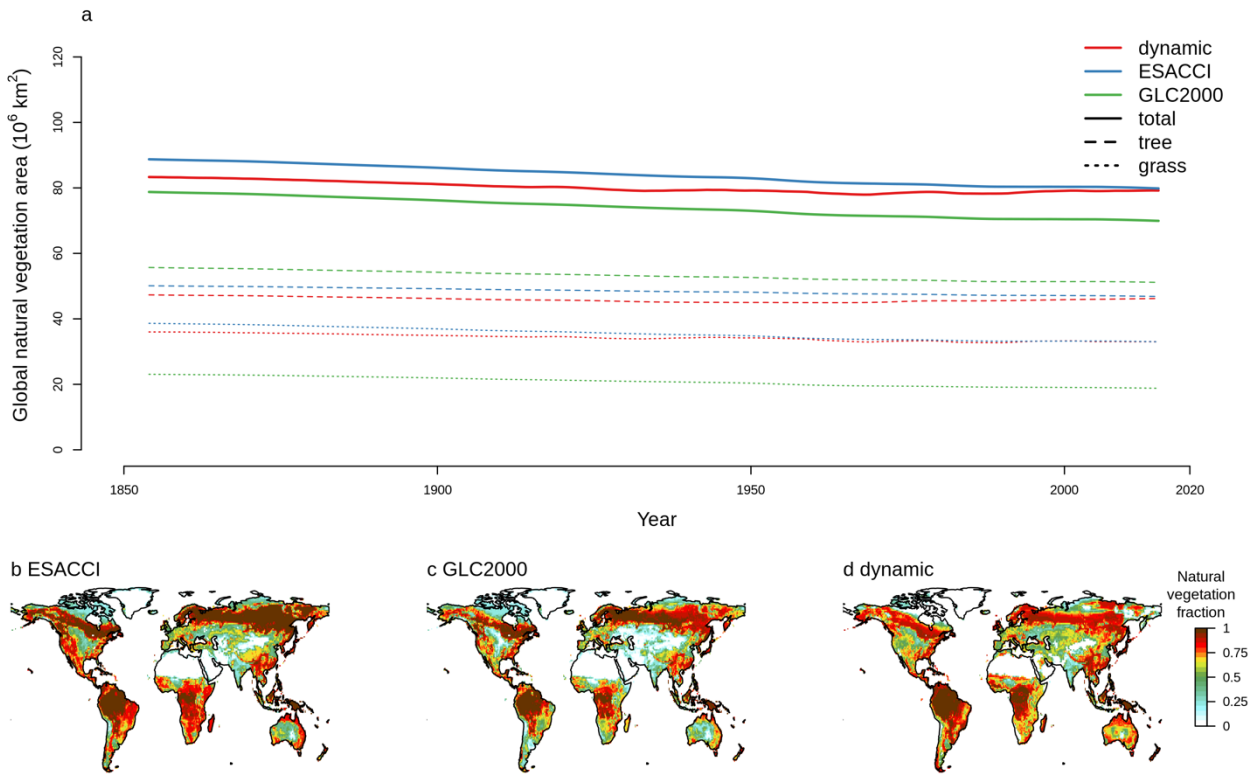 a
Global natural vegetation area (10⁶ km²)
120
100
80
60
40
20
0
dynamic
ESACCI
GLC2000
total
tree
grass
1850
1900
1950
2000
2020
Year
b ESACCI
c GLC2000
d dynamic
Natural
vegetation
fraction
1
0.75
0.5
0.25
0